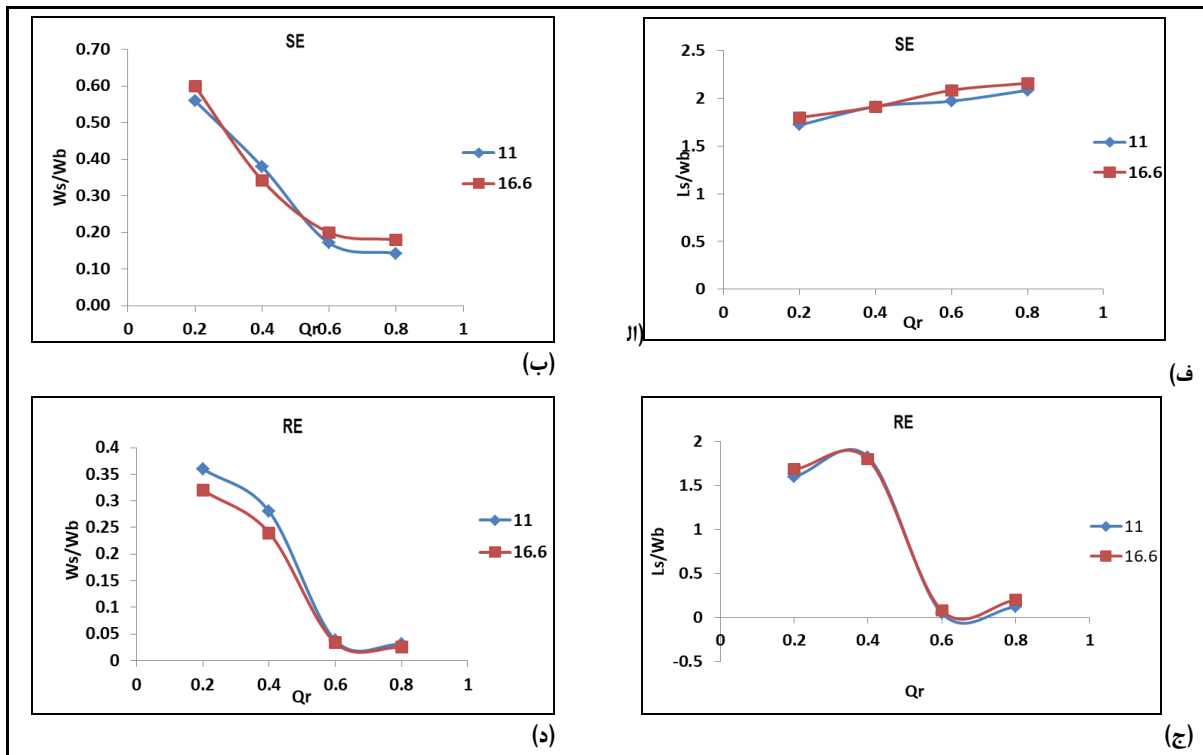 SE
0.70
0.60
0.50
0.40
0.30
0.20
0.10
0.00
Ws/Wb
0 0.2 0.4 0.6 0.8 1
Qr
11
16.6
(ب)
SE
2.5
2
1.5
1
0.5
0
Ls/wb
0 0.2 0.4 0.6 0.8 1
Qr
11
16.6
(ال
ف)
RE
0.4
0.35
0.3
0.25
0.2
0.15
0.1
0.05
0
Ws/Wb
0 0.2 0.4 0.6 0.8 1
Qr
11
16.6
(د)
RE
2
1.5
1
0.5
0
-0.5
Ls/Wb
0 0.2 0.4 0.6 0.8 1
Qr
11
16.6
(ج)